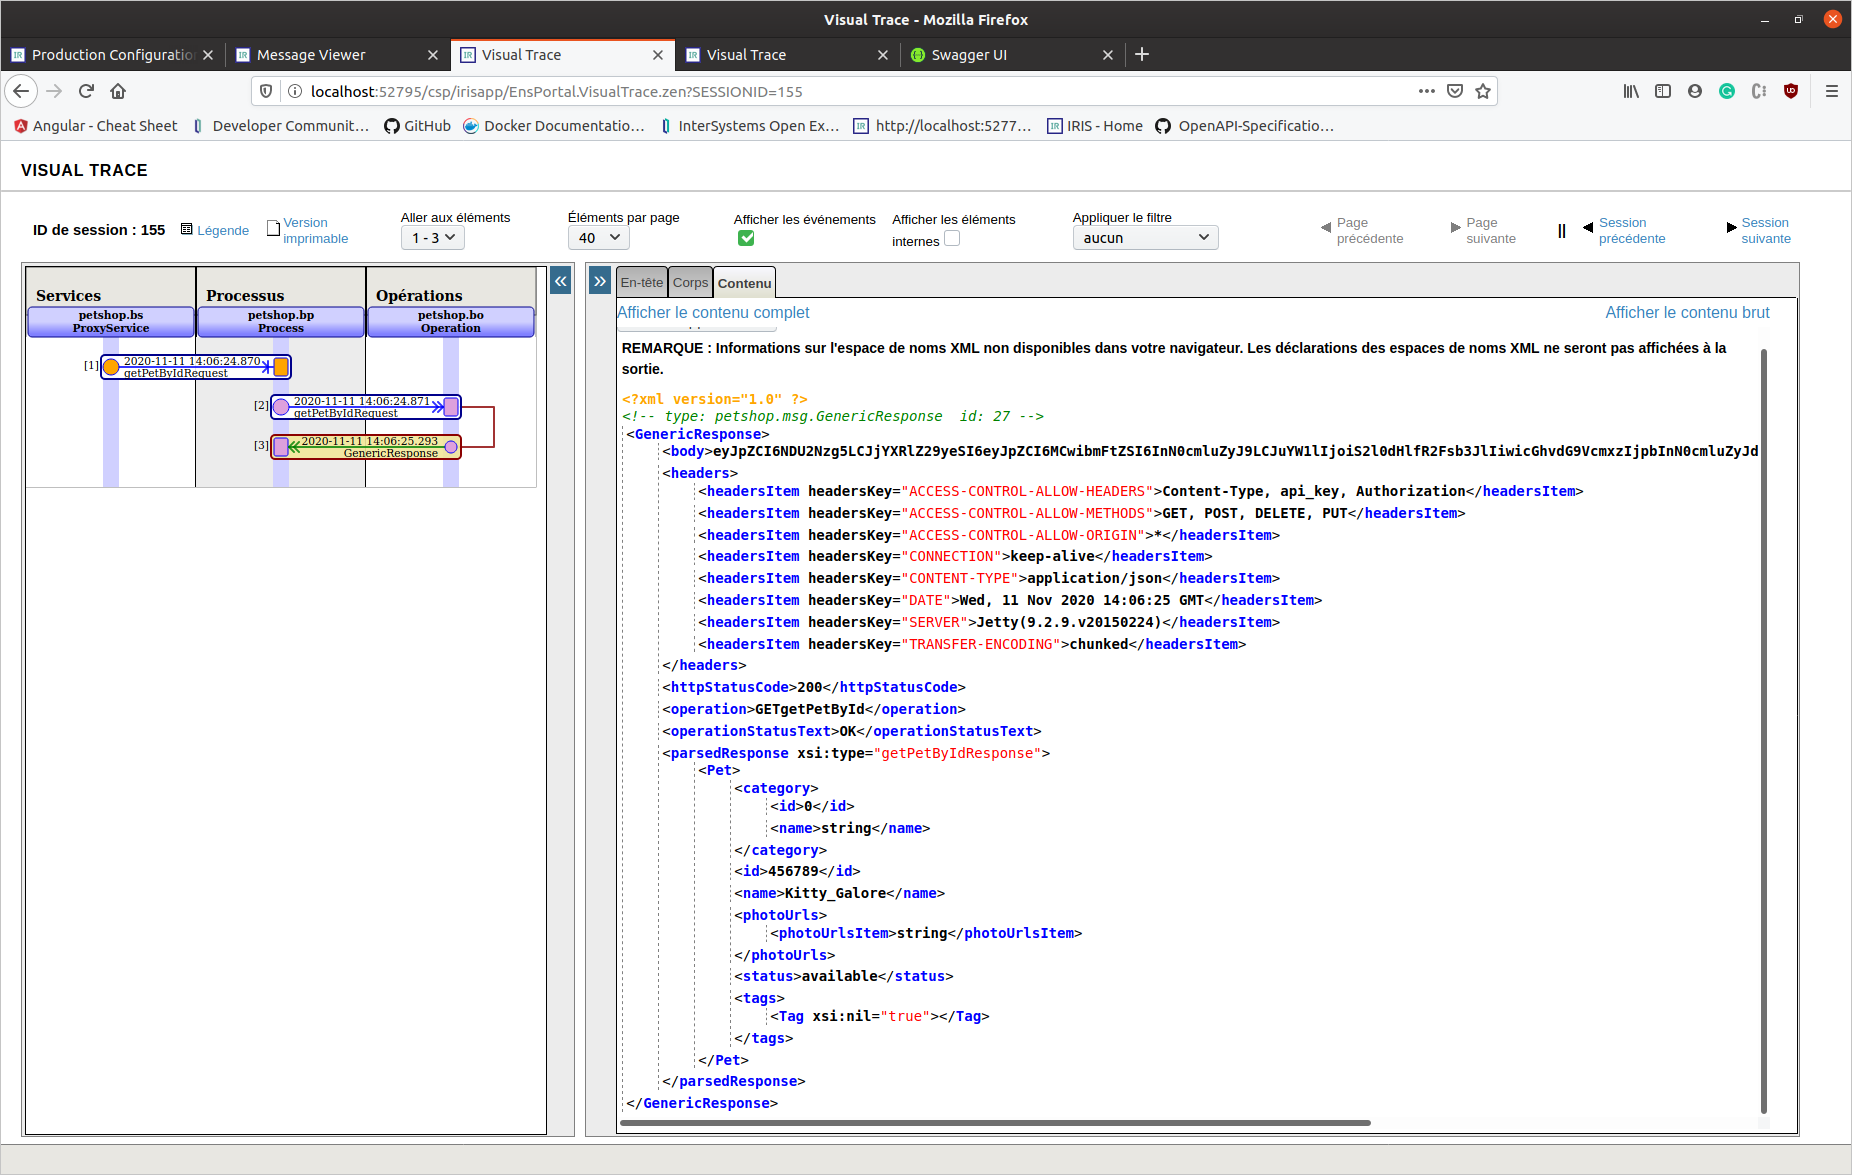 Visual Trace - Mozilla Firefox
Production Configuratio
Message Viewer
Visual Trace
Visual Trace
Swagger UI
localhost:52795/csp/irisapp/EnsPortal.VisualTrace.zen?SESSIONID=155
Angular - Cheat Sheet
Developer Communit…
GitHub
Docker Documentatio…
InterSystems Open Ex…
http://localhost:5277…
IRIS - Home
OpenAPI-Specificatio…
VISUAL TRACE
ID de session : 155
Légende
Version imprimable
Aller aux éléments
1 - 3
Éléments par page
40
Afficher les événements
Afficher les éléments internes
Appliquer le filtre
aucun
Page précédente
Page suivante
||
Session précédente
Session suivante
Services
Processus
Opérations
petshop.bs
ProxyService
petshop.bp
Process
petshop.bo
Operation
[1]
2020-11-11 14:06:24.870
getPetByIdRequest
[2]
2020-11-11 14:06:24.871
getPetByIdRequest
[3]
2020-11-11 14:06:25.293
GenericResponse
«
»
En-tête
Corps
Contenu
Afficher le contenu complet
Afficher le contenu brut
REMARQUE : Informations sur l'espace de noms XML non disponibles dans votre navigateur. Les déclarations des espaces de noms XML ne seront pas affichées à la
sortie.
<?xml version="1.0" ?>
<!-- type: petshop.msg.GenericResponse  id: 27 -->
<GenericResponse>
<body>eyJpZCI6NDU2Nzg5LCJjYXRlZ29yeSI6eyJpZCI6MCwibmFtZSI6InN0cmluZyJ9LCJuYW1lIjoiS2l0dHlfR2Fsb3JlIiwicGhvdG9VcmxzIjpbInN0cmluZyJd
<headers>
<headersItem headersKey="ACCESS-CONTROL-ALLOW-HEADERS">Content-Type, api_key, Authorization</headersItem>
<headersItem headersKey="ACCESS-CONTROL-ALLOW-METHODS">GET, POST, DELETE, PUT</headersItem>
<headersItem headersKey="ACCESS-CONTROL-ALLOW-ORIGIN">*</headersItem>
<headersItem headersKey="CONNECTION">keep-alive</headersItem>
<headersItem headersKey="CONTENT-TYPE">application/json</headersItem>
<headersItem headersKey="DATE">Wed, 11 Nov 2020 14:06:25 GMT</headersItem>
<headersItem headersKey="SERVER">Jetty(9.2.9.v20150224)</headersItem>
<headersItem headersKey="TRANSFER-ENCODING">chunked</headersItem>
</headers>
<httpStatusCode>200</httpStatusCode>
<operation>GETgetPetById</operation>
<operationStatusText>OK</operationStatusText>
<parsedResponse xsi:type="getPetByIdResponse">
<Pet>
<category>
<id>0</id>
<name>string</name>
</category>
<id>456789</id>
<name>Kitty_Galore</name>
<photoUrls>
<photoUrlsItem>string</photoUrlsItem>
</photoUrls>
<status>available</status>
<tags>
<Tag xsi:nil="true"></Tag>
</tags>
</Pet>
</parsedResponse>
</GenericResponse>